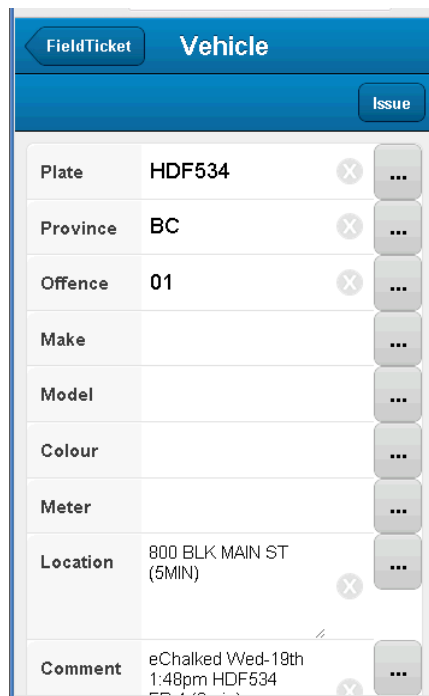 FieldTicket
Vehicle
Issue
Plate HDF534 ...
Province BC ...
Offence 01 ...
Make ...
Model ...
Colour ...
Meter ...
Location 800 BLK MAIN ST ...
(5MIN)
Comment eChalked Wed-19th ...
1:48pm HDF534